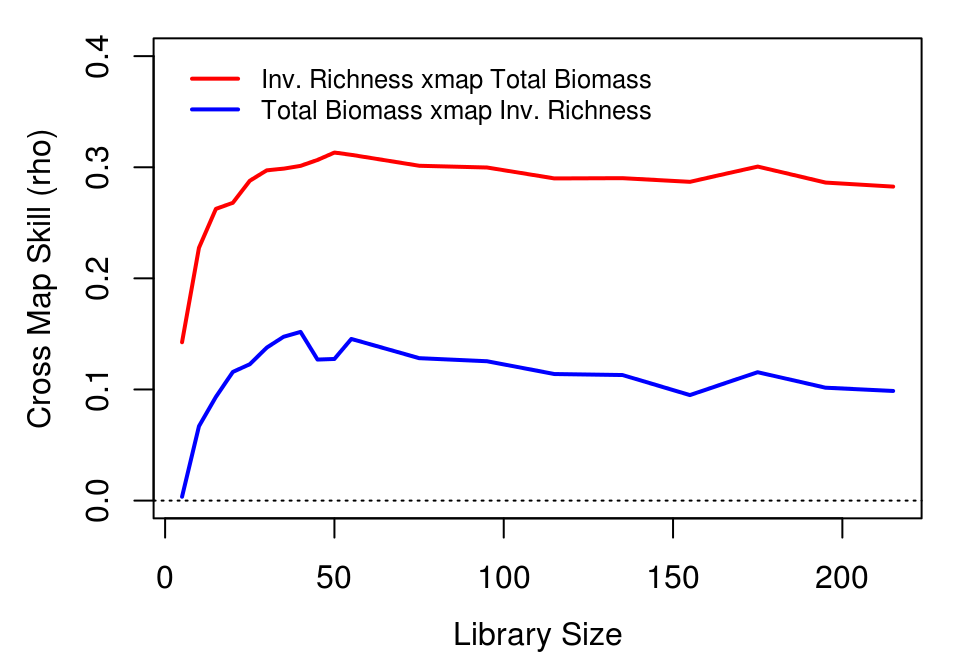 Inv. Richness xmap Total Biomass
Total Biomass xmap Inv. Richness
Cross Map Skill (rho)
0.4
0.3
0.2
0.1
0.0
0 50 100 150 200
Library Size